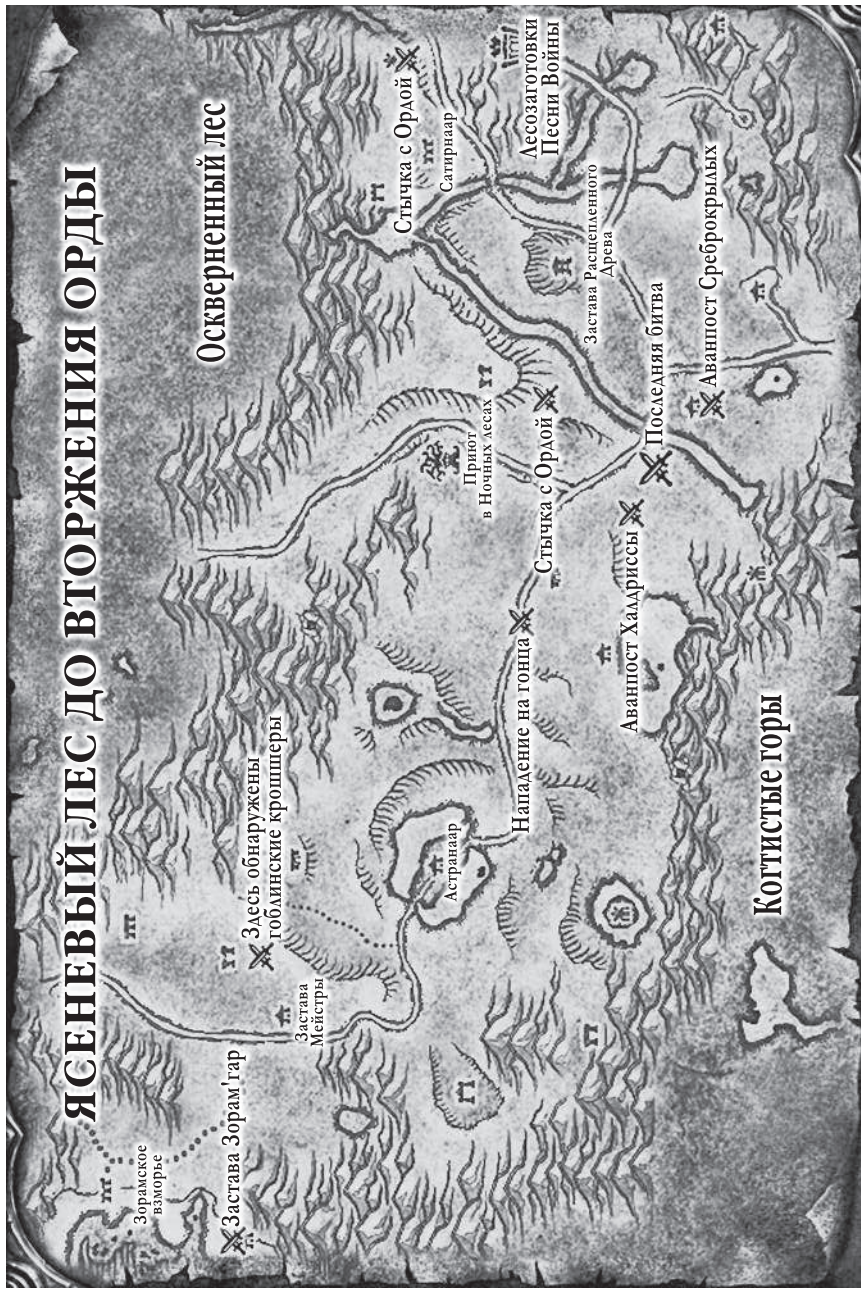 ЯСЕНЕВЫЙ ЛЕС ДО ВТОРЖЕНИЯ ОРДЫ
Оскверненный лес
Зорамское
взморье
Застава Зорам'гар
Застава
Мейстры
Здесь обнаружены
гоблинские крошшеры
Астранаар
Нападение на гонца
Приют
в Ночных лесах
Стычка с Ордой
Стычка с Ордой
Сатирнаар
Лесозаготовки
Песни Войны
Застава Расщепленного
Древа
Аванпост Халдриссы
Последняя битва
Аванпост Среброкрылых
Когтистые горы